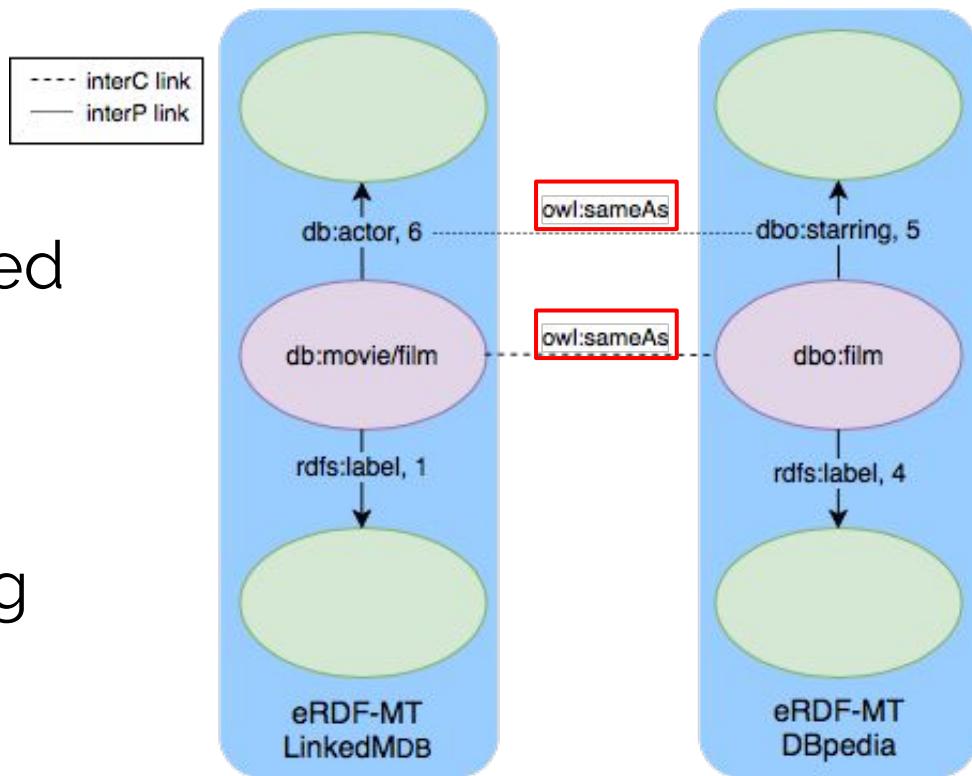 interC link
interP link
owl:sameAs
db:actor, 6
dbo:starring, 5
ed
owl:sameAs
db:movie/film
dbo:film
rdfs:label, 1
rdfs:label, 4
g
eRDF-MT
LinkedMDB
eRDF-MT
DBpedia